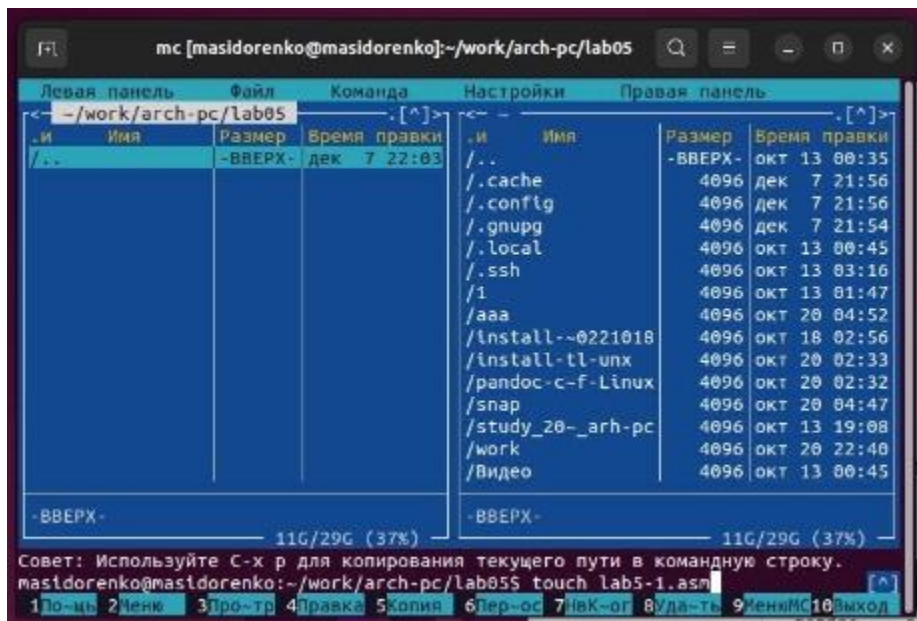 mc [masidorenko@masidorenko]:~/work/arch-pc/lab05
Левая панель Файл Команда Настройки Правая панель
<- ~/work/arch-pc/lab05 .[^]>
.и Имя Размер Время правки
/.. -ВВЕРХ- дек 7 22:03
-ВВЕРХ-
11G/29G (37%)
<- ~ .[^]>
.и Имя Размер Время правки
/.. -ВВЕРХ- окт 13 00:35
/.cache 4096 дек 7 21:56
/.config 4096 дек 7 21:56
/.gnupg 4096 дек 7 21:54
/.local 4096 окт 13 00:45
/.ssh 4096 окт 13 03:16
/1 4096 окт 13 01:47
/aaa 4096 окт 20 04:52
/install-~0221018 4096 окт 18 02:56
/install-tl-unx 4096 окт 20 02:33
/pandoc-c~f-Linux 4096 окт 20 02:32
/snap 4096 окт 20 04:47
/study_20~_arh-pc 4096 окт 13 19:08
/work 4096 окт 20 22:40
/Видео 4096 окт 13 00:45
-ВВЕРХ-
11G/29G (37%)
Совет: Используйте C-x p для копирования текущего пути в командную строку.
masidorenko@masidorenko:~/work/arch-pc/lab05$ touch lab5-1.asm [^]
1По~щь 2Меню 3Про~тр 4Правка 5Копия 6Пер~ос 7НвК~ог 8Уда~ть 9МенюMC 10Выход